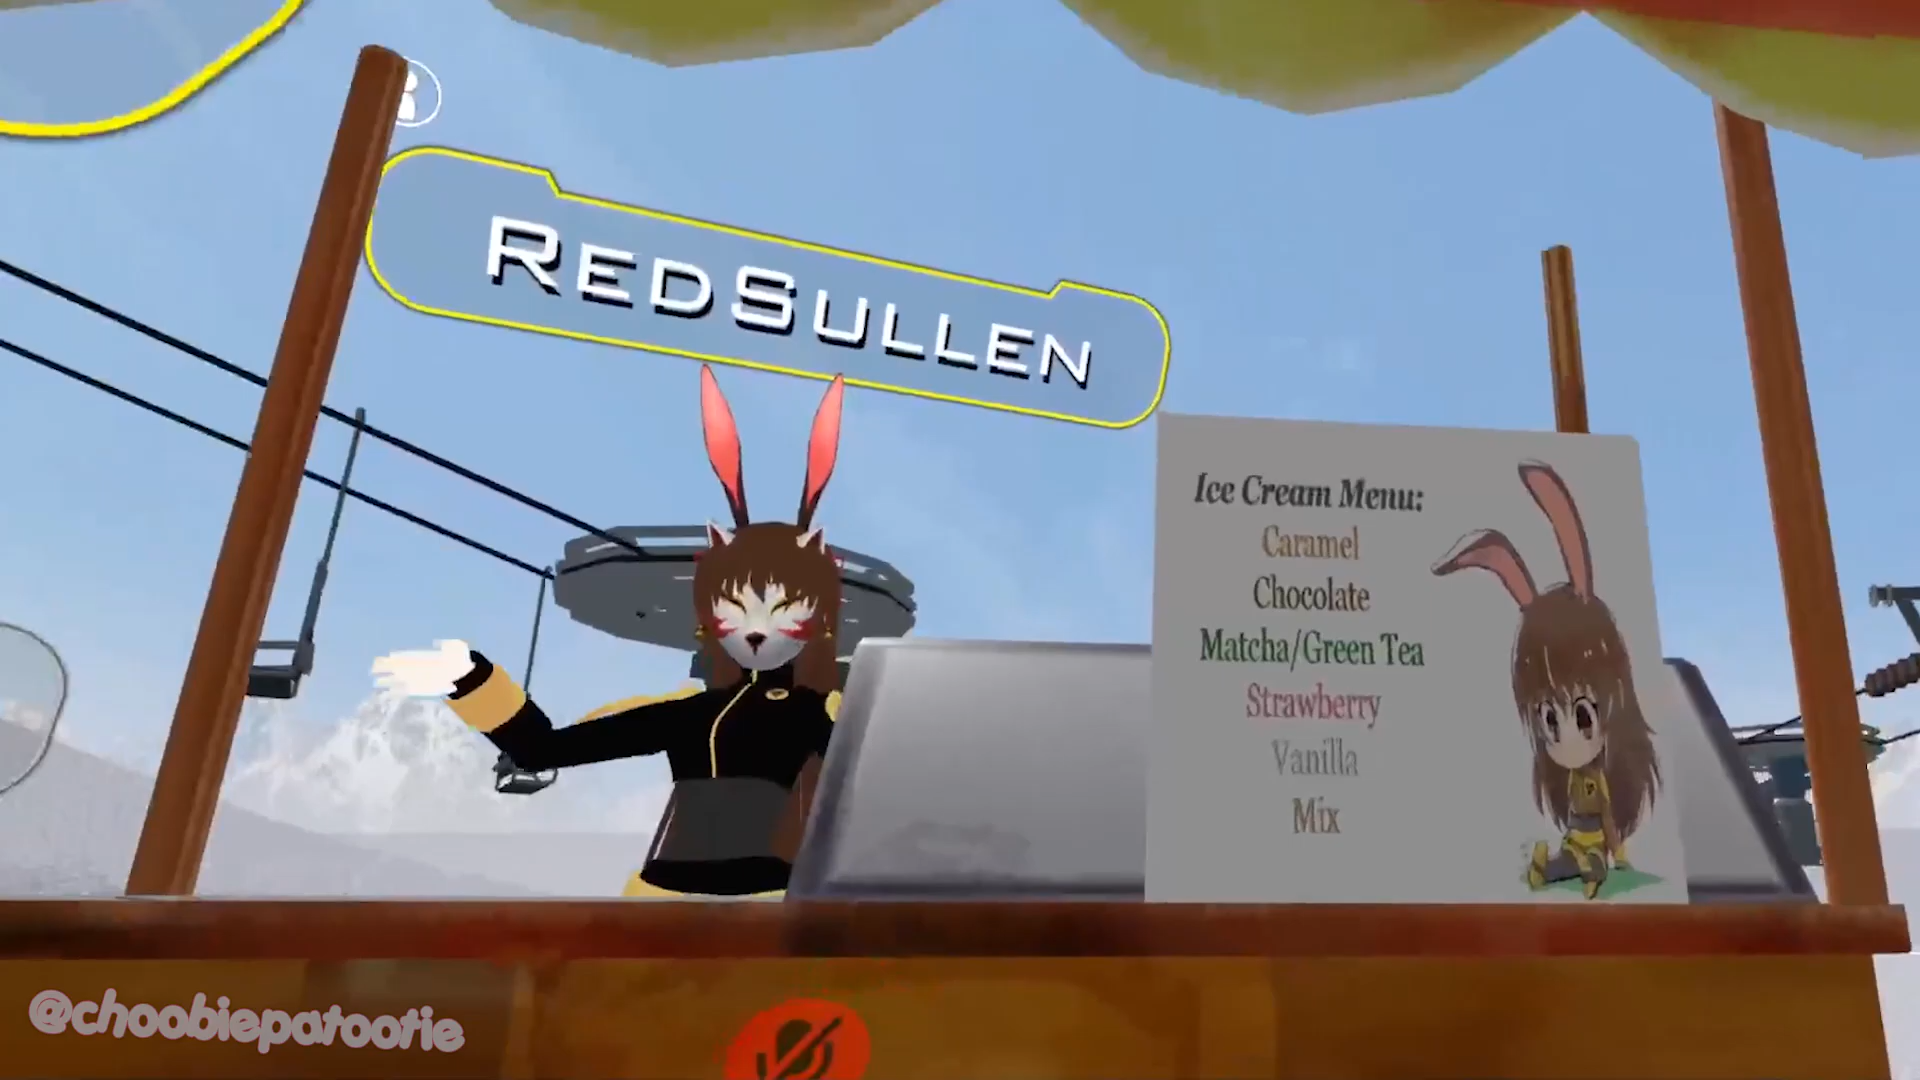 RedSullen
Ice Cream Menu:
Caramel
Chocolate
Matcha/Green Tea
Strawberry
Vanilla
Mix
@choobiepatootie